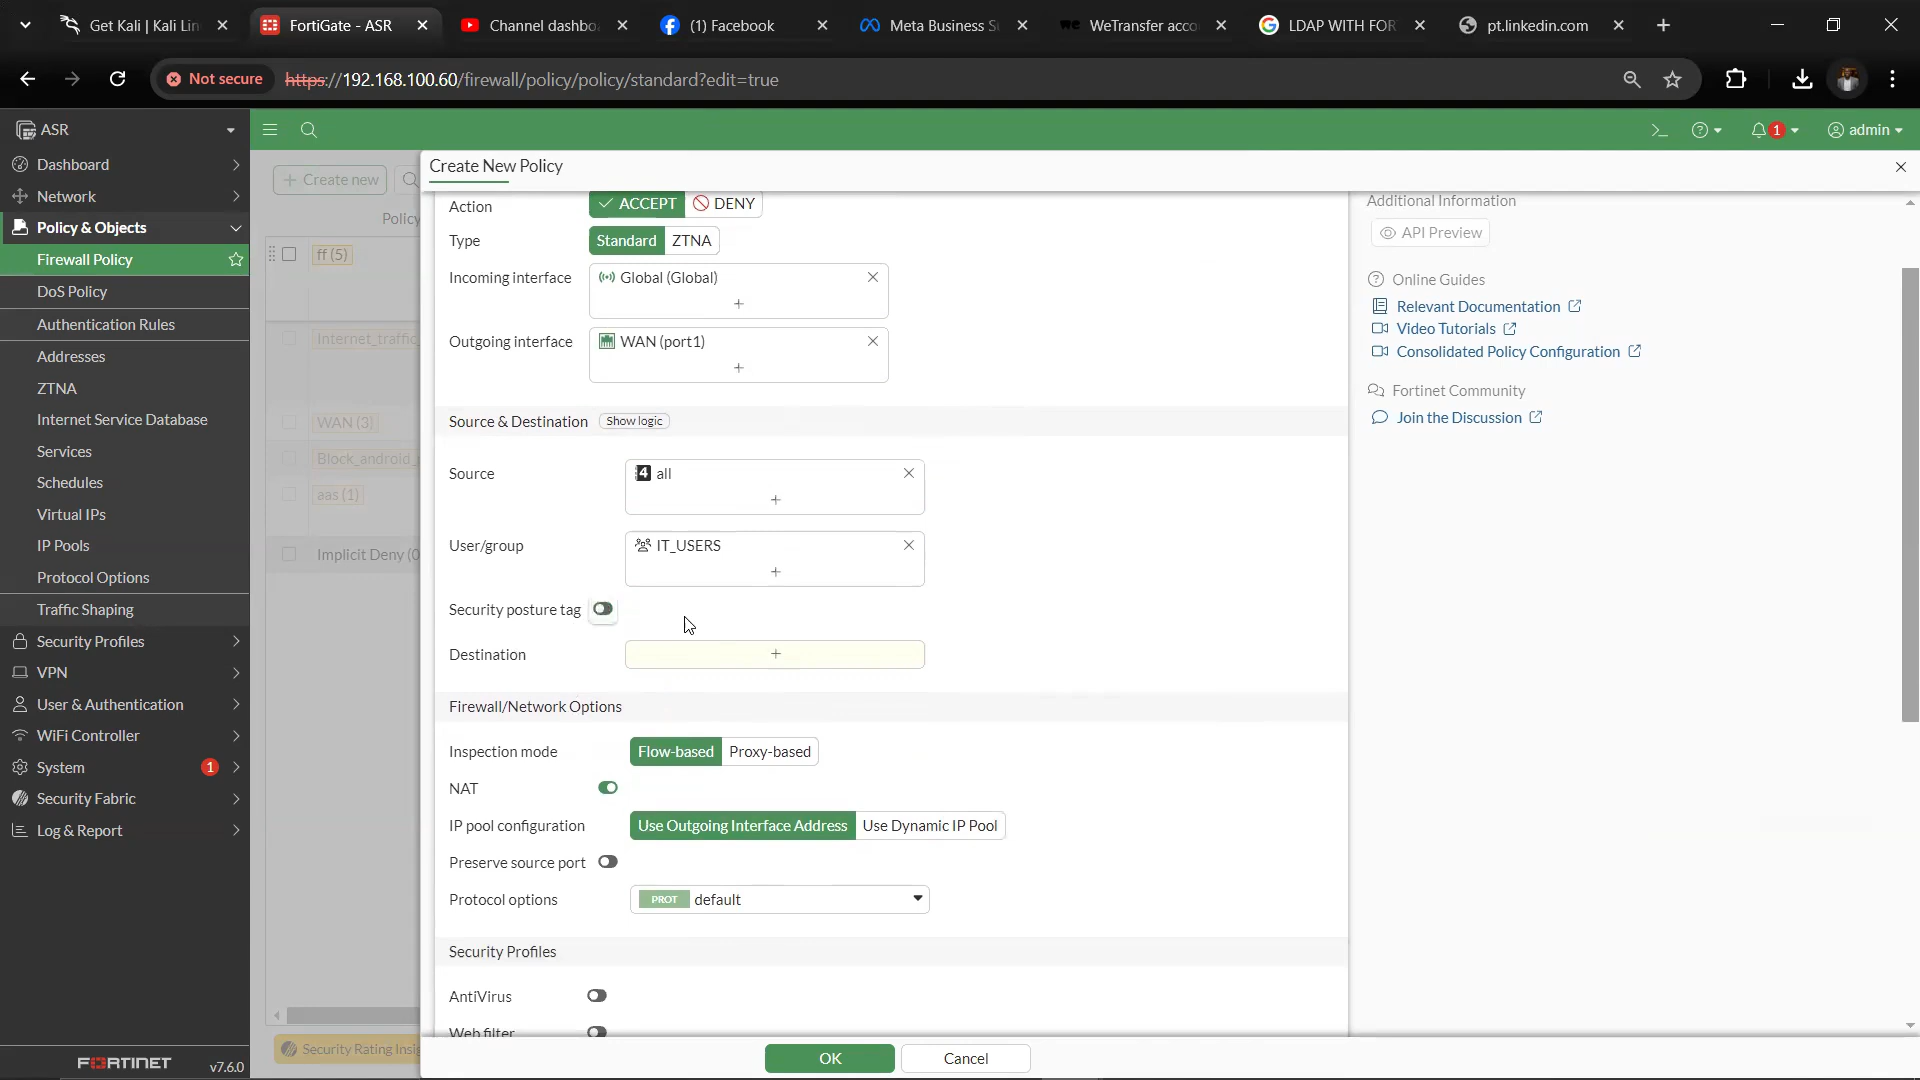 Get Kali | Kali Lin
FortiGate - ASR
Channel dashbo
(1) Facebook
Meta Business S
WeTransfer acco
LDAP WITH FOR
pt.linkedin.com
Not secure
https://192.168.100.60/firewall/policy/policy/standard?edit=true
ASR
1
admin
Dashboard
Network
Policy & Objects
Firewall Policy
DoS Policy
Authentication Rules
Addresses
ZTNA
Internet Service Database
Services
Schedules
Virtual IPs
IP Pools
Protocol Options
Traffic Shaping
Security Profiles
VPN
User & Authentication
WiFi Controller
System 1
Security Fabric
Log & Report
FORTINET v7.6.0
Create new
Policy
ff (5)
Internet_traffic_
WAN (3)
Block_android_
aas (1)
Implicit Deny (0
Security Rating Insig
Create New Policy
Action ACCEPT DENY
Type Standard ZTNA
Incoming interface Global (Global)
+
Outgoing interface WAN (port1)
+
Source & Destination Show logic
Source 4 all
+
User/group IT_USERS
+
Security posture tag
Destination +
Firewall/Network Options
Inspection mode Flow-based Proxy-based
NAT
IP pool configuration Use Outgoing Interface Address Use Dynamic IP Pool
Preserve source port
Protocol options PROT default
Security Profiles
AntiVirus
Web filter
OK Cancel
Additional Information
API Preview
Online Guides
Relevant Documentation
Video Tutorials
Consolidated Policy Configuration
Fortinet Community
Join the Discussion